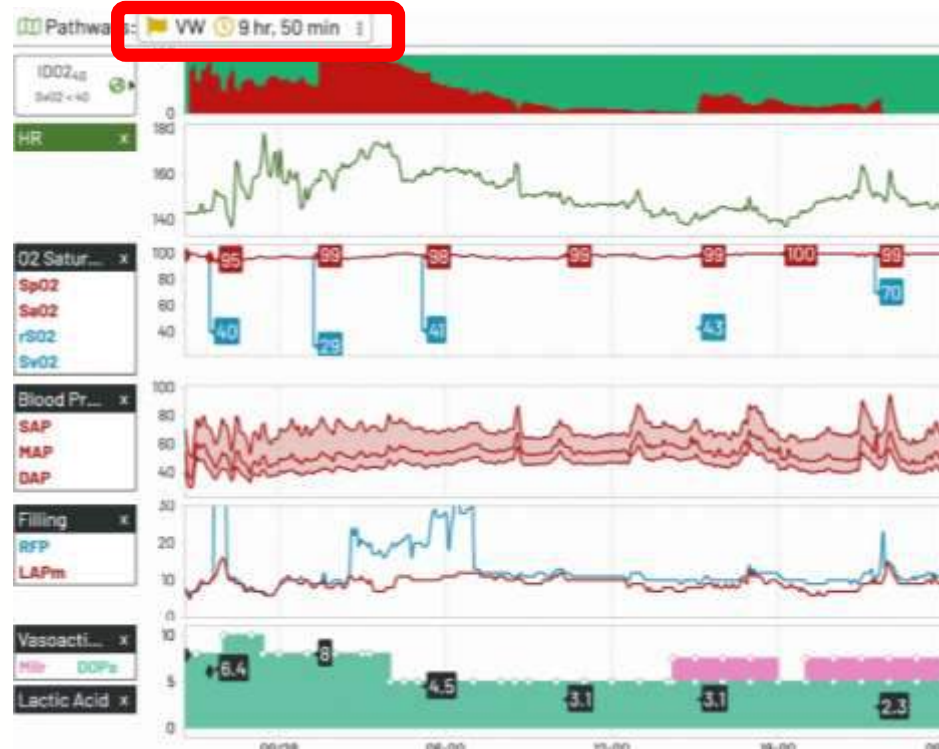 Pathways: VW 9 hr, 50 min
IDO2₄₀
SvO2 < 40
0
HR x
180
160
140
O2 Satur... x
SpO2
SaO2
rSO2
SvO2
100
80
60
40
95 99 98 99 99 100 99
40 29 41 43 70
Blood Pr... x
SAP
MAP
DAP
100
80
60
40
Filling x
RFP
LAPm
30
20
10
0
Vasoacti... x
Milr DOPa
Lactic Acid x
10
5
0
6.4 8 4.5 3.1 3.1 2.3
06:00 12:00 18:00